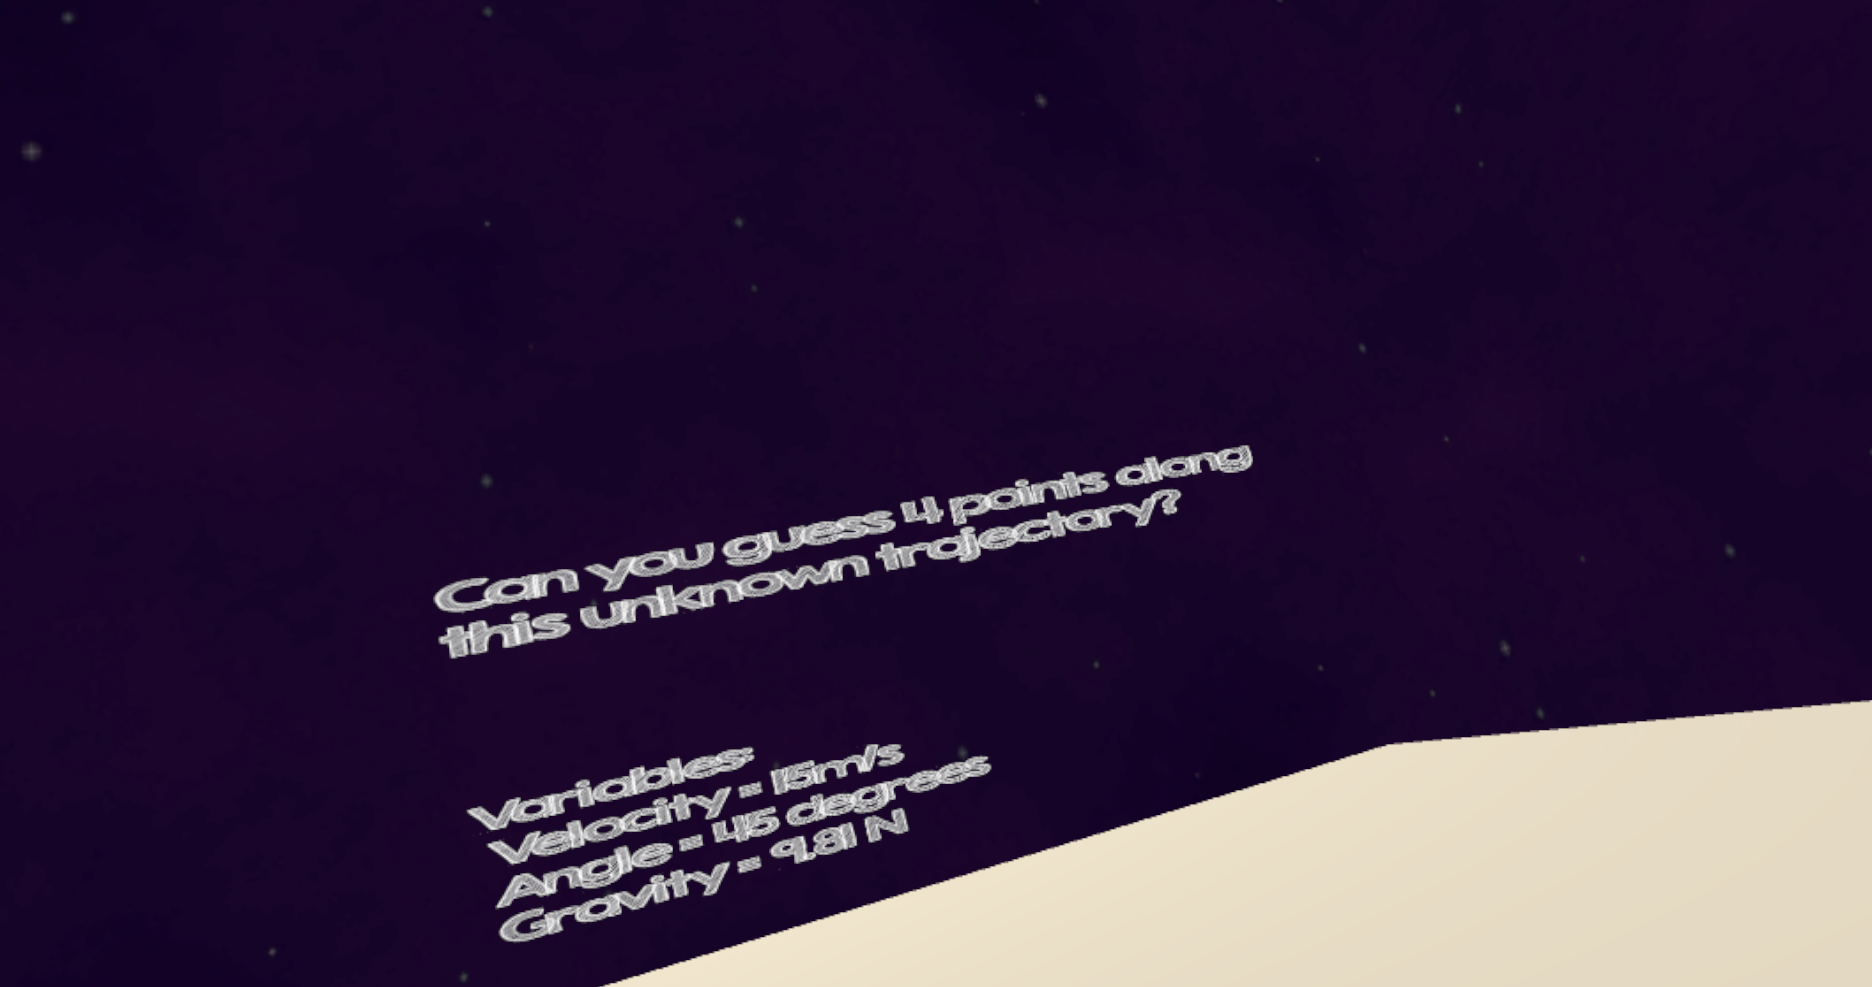 Can you guess 4 points along
this unknown trajectory?
Variables:
Velocity = 15m/s
Angle = 45 degrees
Gravity = 9.81 N